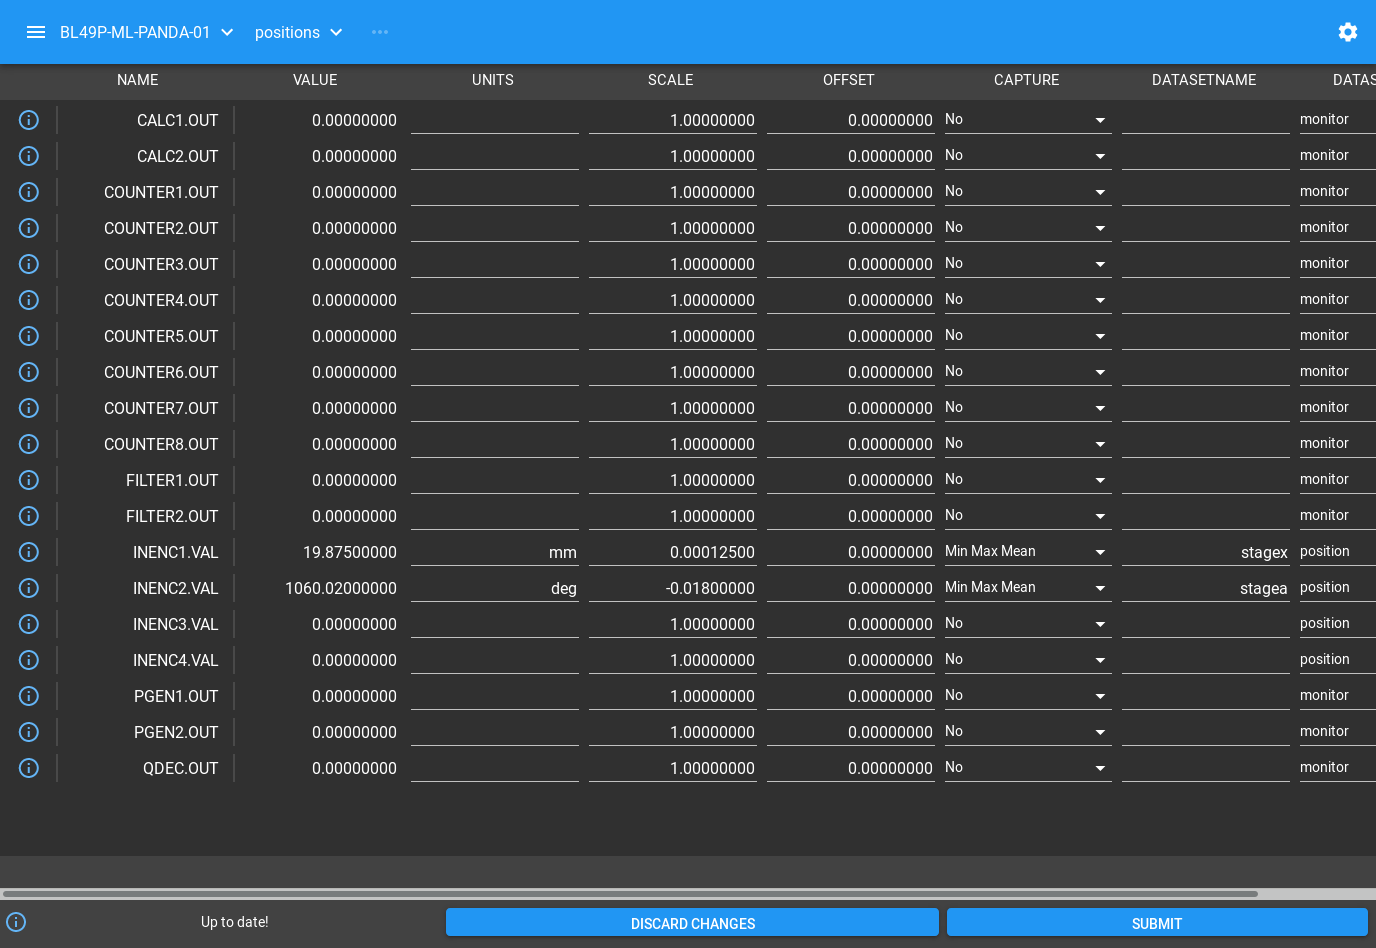 BL49P-ML-PANDA-01 positions
NAME VALUE UNITS SCALE OFFSET CAPTURE DATASETNAME DATAS
CALC1.OUT 0.00000000 1.00000000 0.00000000 No monitor
CALC2.OUT 0.00000000 1.00000000 0.00000000 No monitor
COUNTER1.OUT 0.00000000 1.00000000 0.00000000 No monitor
COUNTER2.OUT 0.00000000 1.00000000 0.00000000 No monitor
COUNTER3.OUT 0.00000000 1.00000000 0.00000000 No monitor
COUNTER4.OUT 0.00000000 1.00000000 0.00000000 No monitor
COUNTER5.OUT 0.00000000 1.00000000 0.00000000 No monitor
COUNTER6.OUT 0.00000000 1.00000000 0.00000000 No monitor
COUNTER7.OUT 0.00000000 1.00000000 0.00000000 No monitor
COUNTER8.OUT 0.00000000 1.00000000 0.00000000 No monitor
FILTER1.OUT 0.00000000 1.00000000 0.00000000 No monitor
FILTER2.OUT 0.00000000 1.00000000 0.00000000 No monitor
INENC1.VAL 19.87500000 mm 0.00012500 0.00000000 Min Max Mean stagex position
INENC2.VAL 1060.02000000 deg -0.01800000 0.00000000 Min Max Mean stagea position
INENC3.VAL 0.00000000 1.00000000 0.00000000 No position
INENC4.VAL 0.00000000 1.00000000 0.00000000 No position
PGEN1.OUT 0.00000000 1.00000000 0.00000000 No monitor
PGEN2.OUT 0.00000000 1.00000000 0.00000000 No monitor
QDEC.OUT 0.00000000 1.00000000 0.00000000 No monitor
Up to date! DISCARD CHANGES SUBMIT